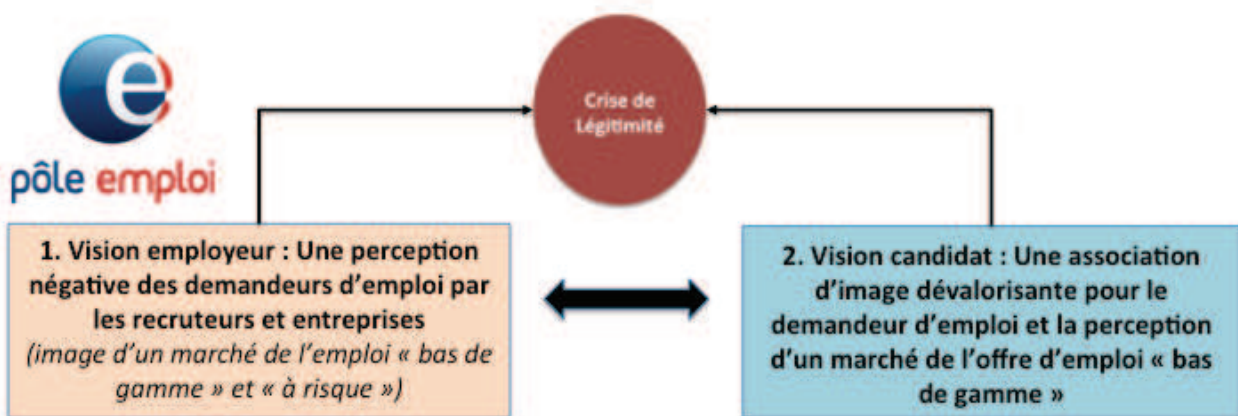 e
pôle emploi
Crise de
Légitimité
1. Vision employeur : Une perception
négative des demandeurs d’emploi par
les recruteurs et entreprises
(image d’un marché de l’emploi « bas de
gamme » et « à risque »)
2. Vision candidat : Une association
d’image dévalorisante pour le
demandeur d’emploi et la perception
d’un marché de l’offre d’emploi « bas
de gamme »